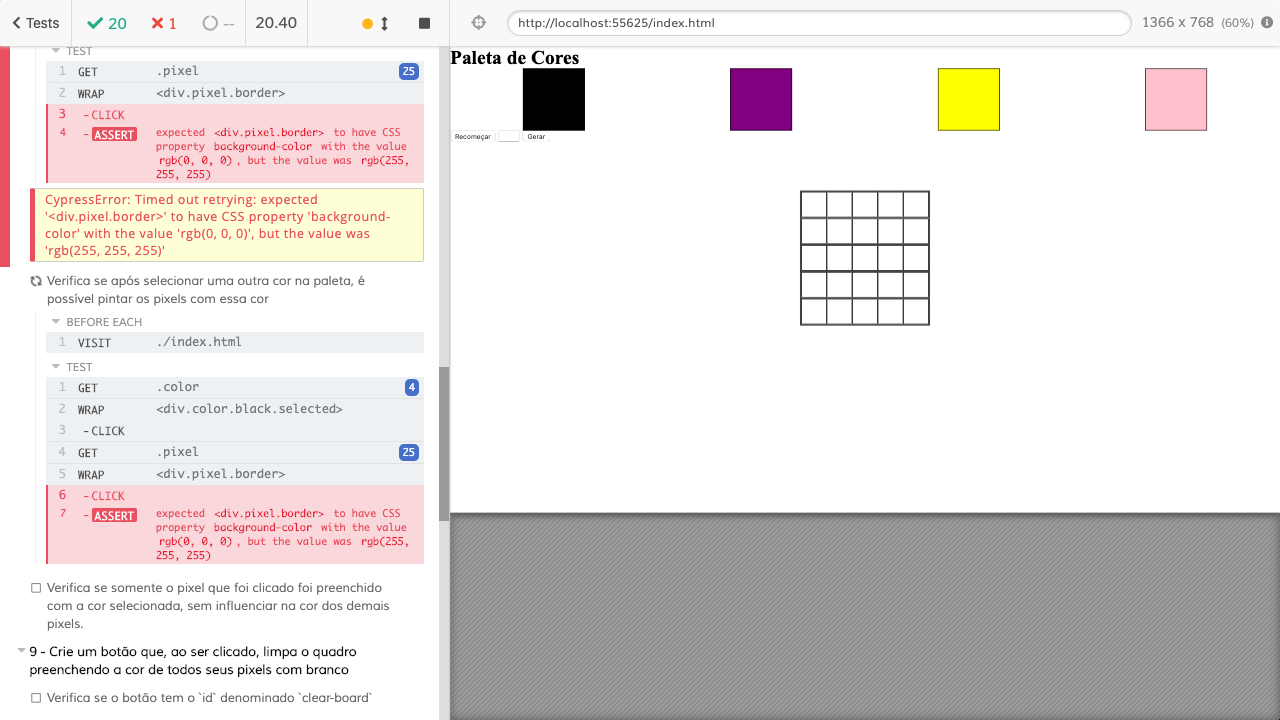 Tests 20 1 -- 20.40 http://localhost:55625/index.html 1366 x 768 (60%)
TEST
1 GET .pixel 25
2 WRAP <div.pixel.border>
3 -CLICK
4 -ASSERT expected <div.pixel.border> to have CSS
property background-color with the value
rgb(0, 0, 0), but the value was rgb(255,
255, 255)
CypressError: Timed out retrying: expected
'<div.pixel.border>' to have CSS property 'background-
color' with the value 'rgb(0, 0, 0)', but the value was
'rgb(255, 255, 255)'
Verifica se após selecionar uma outra cor na paleta, é
possível pintar os pixels com essa cor
BEFORE EACH
1 VISIT ./index.html
TEST
1 GET .color 4
2 WRAP <div.color.black.selected>
3 -CLICK
4 GET .pixel 25
5 WRAP <div.pixel.border>
6 -CLICK
7 -ASSERT expected <div.pixel.border> to have CSS
property background-color with the value
rgb(0, 0, 0), but the value was rgb(255,
255, 255)
Verifica se somente o pixel que foi clicado foi preenchido
com a cor selecionada, sem influenciar na cor dos demais
pixels.
9 - Crie um botão que, ao ser clicado, limpa o quadro
preenchendo a cor de todos seus pixels com branco
Verifica se o botão tem o `id` denominado `clear-board`
Paleta de Cores
Recomeçar Gerar